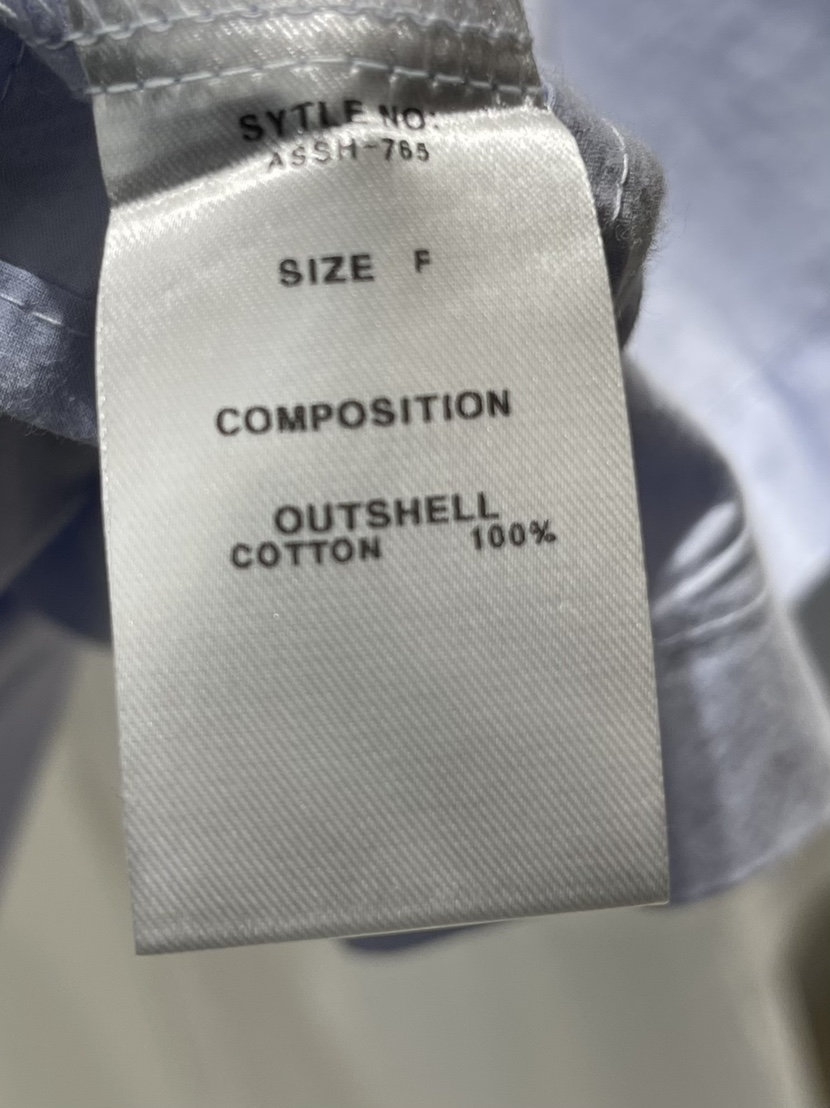 SYTLE NO:
ASSH-765
SIZE F
COMPOSITION
OUTSHELL
COTTON 100%